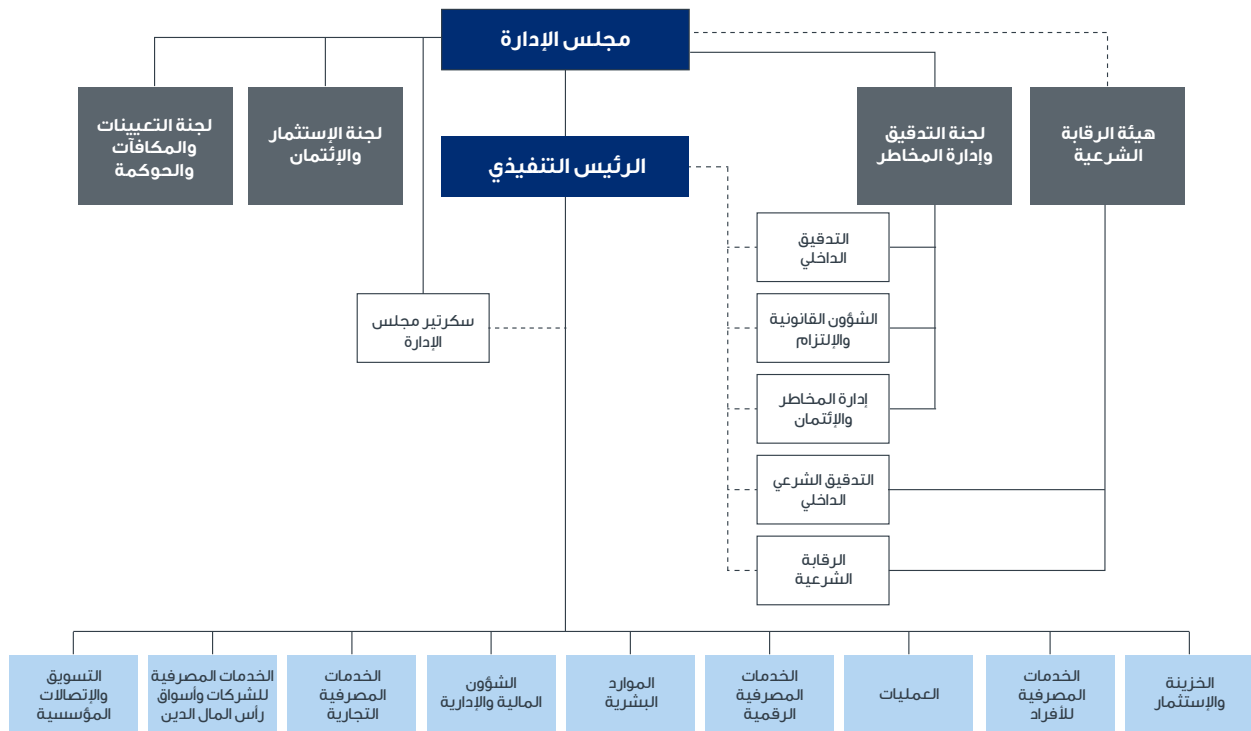 مجلس الإدارة
هيئة الرقابة
الشرعية
لجنة التدقيق
وإدارة المخاطر
الرئيس التنفيذي
لجنة الإستثمار
والإئتمان
لجنة التعيينات
والمكافآت
والحوكمة
التدقيق
الداخلي
الشؤون القانونية
والإلتزام
سكرتير مجلس
الإدارة
إدارة المخاطر
والإئتمان
التدقيق الشرعي
الداخلي
الرقابة
الشرعية
الخزينة
والإستثمار
الخدمات
المصرفية
للأفراد
العمليات
الخدمات
المصرفية
الرقمية
الموارد
البشرية
الشؤون
المالية والإدارية
الخدمات
المصرفية
التجارية
الخدمات المصرفية
للشركات وأسواق
رأس المال الدين
التسويق
والإتصالات
المؤسسية